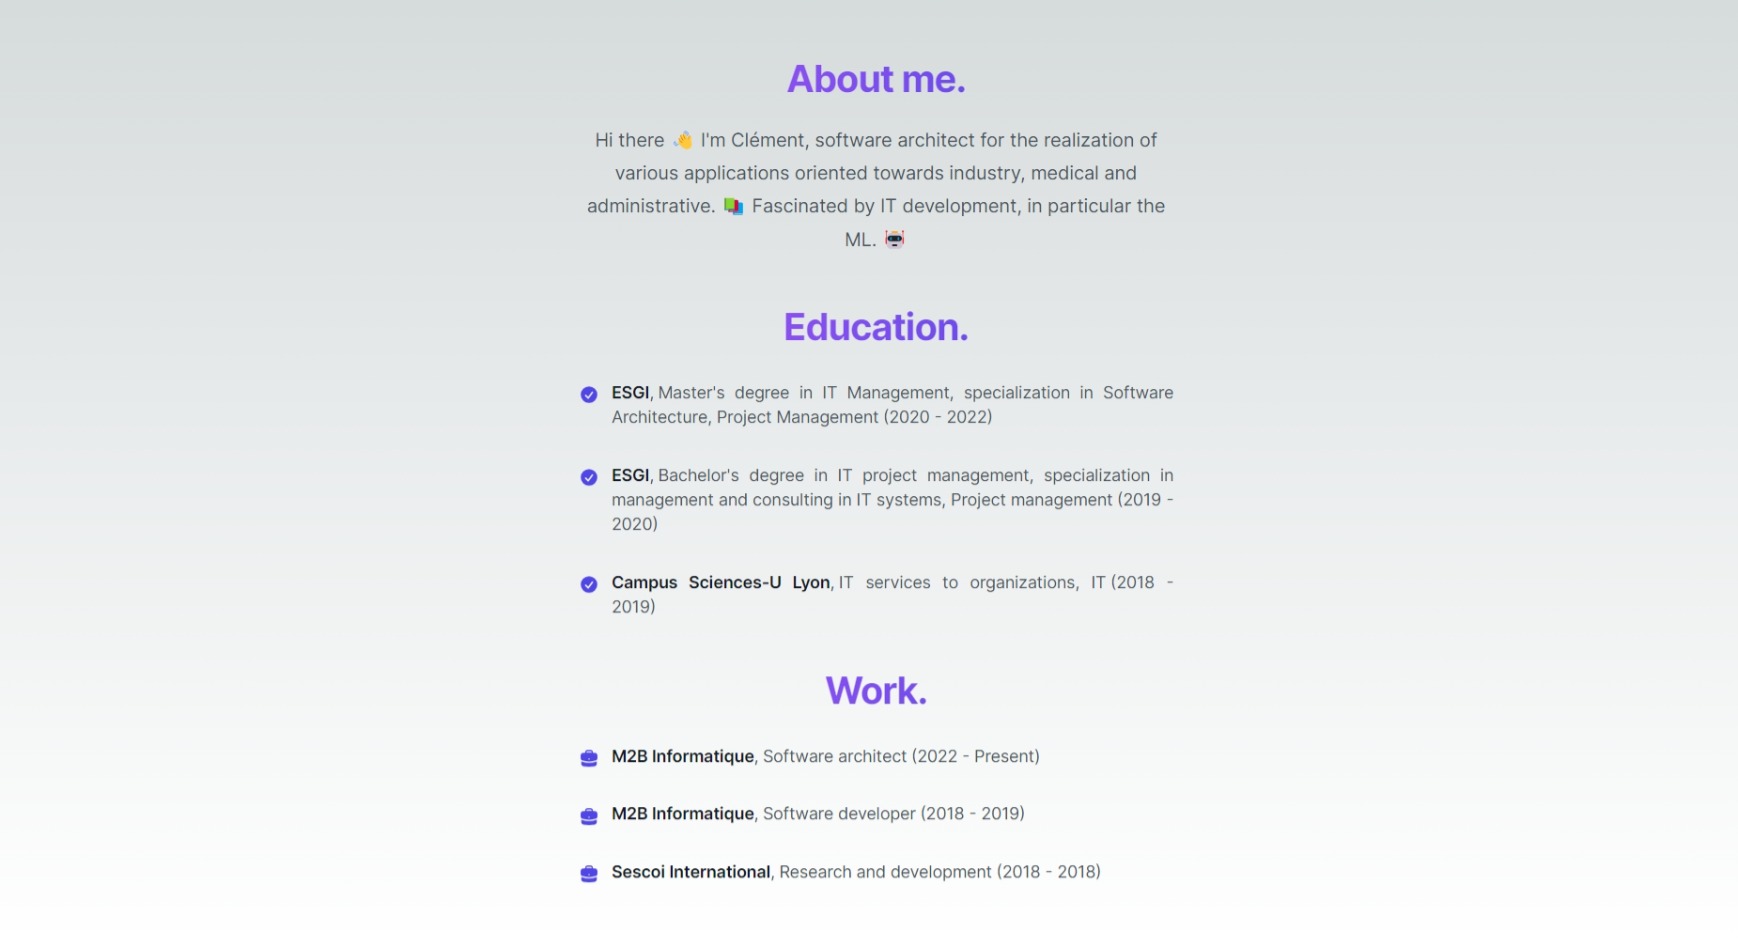 About me.
Hi there 👋 I'm Clément, software architect for the realization of
various applications oriented towards industry, medical and
administrative. 📚 Fascinated by IT development, in particular the
ML. 🤖
Education.
ESGI, Master's degree in IT Management, specialization in Software
Architecture, Project Management (2020 - 2022)
ESGI, Bachelor's degree in IT project management, specialization in
management and consulting in IT systems, Project management (2019 -
2020)
Campus Sciences-U Lyon, IT services to organizations, IT (2018 -
2019)
Work.
M2B Informatique, Software architect (2022 - Present)
M2B Informatique, Software developer (2018 - 2019)
Sescoi International, Research and development (2018 - 2018)